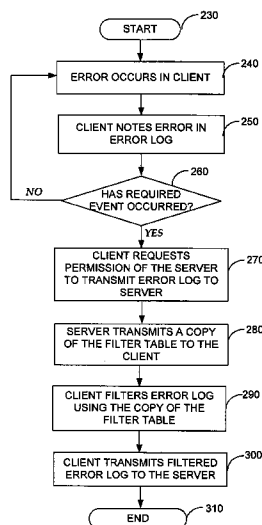 230
START
240
ERROR OCCURS IN CLIENT
250
CLIENT NOTES ERROR IN
ERROR LOG
260
NO
HAS REQUIRED
EVENT OCCURRED?
YES
270
CLIENT REQUESTS
PERMISSION OF THE SERVER
TO TRANSMIT ERROR LOG TO
SERVER
280
SERVER TRANSMITS A COPY
OF THE FILTER TABLE TO THE
CLIENT
290
CLIENT FILTERS ERROR LOG
USING THE COPY OF THE
FILTER TABLE
300
CLIENT TRANSMITS FILTERED
ERROR LOG TO THE SERVER
END
310